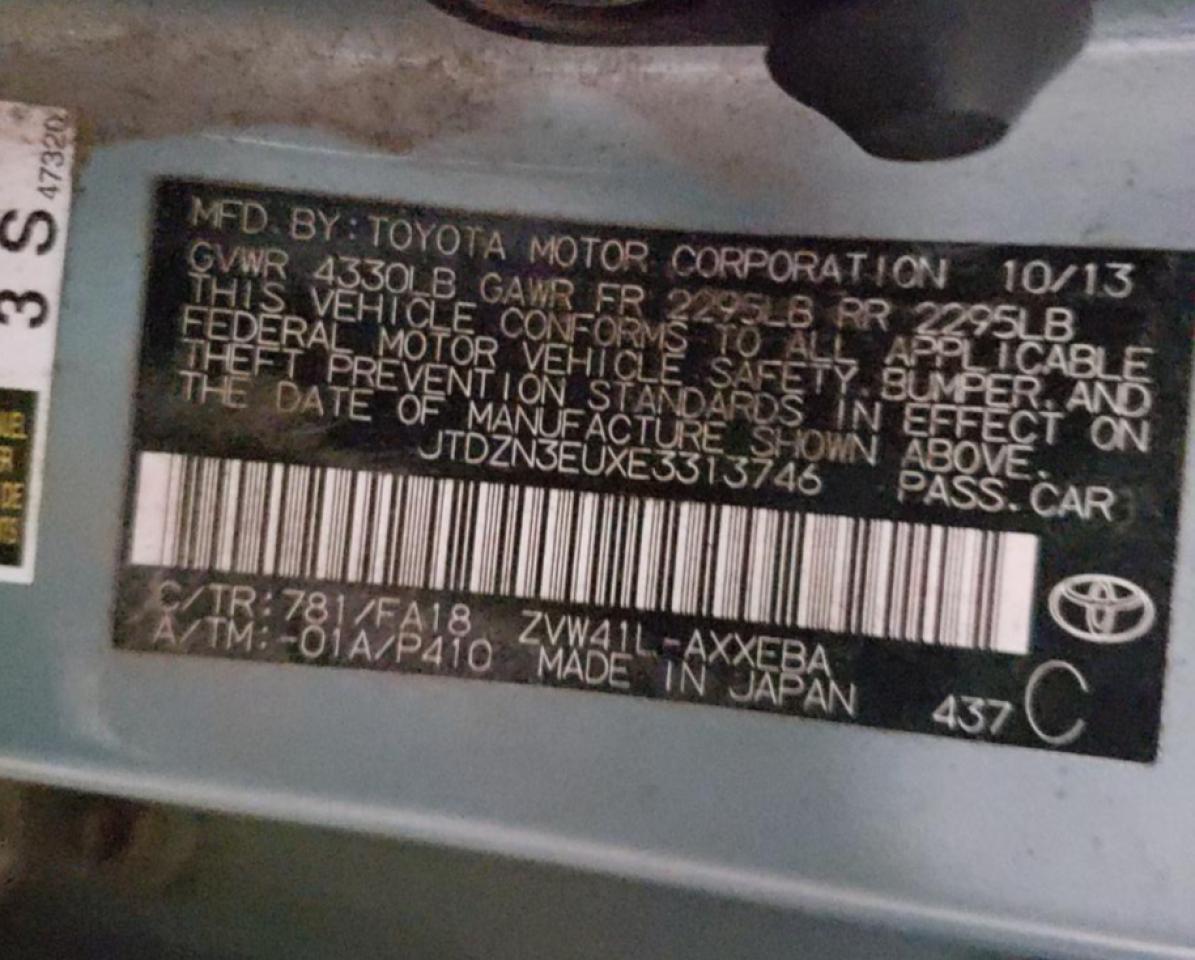 47320
3 S
MFD. BY:TOYOTA MOTOR CORPORATION 10/13
GVWR 4330LB GAWR FR 2295LB RR 2295LB
THIS VEHICLE CONFORMS TO ALL APPLICABLE
FEDERAL MOTOR VEHICLE SAFETY,BUMPER,AND
THEFT PREVENTION STANDARDS IN EFFECT ON
THE DATE OF MANUFACTURE SHOWN ABOVE.
JTDZN3EUXE3313746 PASS.CAR
C/TR:781/FA18 ZVW41L-AXXEBA
A/TM:-01A/P410 MADE IN JAPAN 437 C
DE